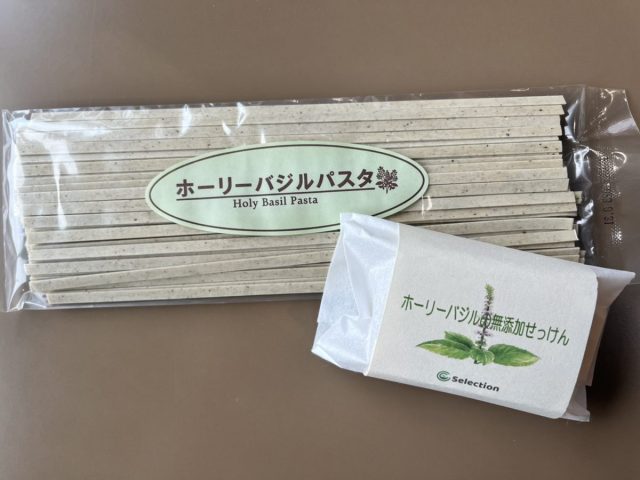 ホーリーバジルパスタ
Holy Basil Pasta
ホーリーバジルの無添加せっけん
Selection